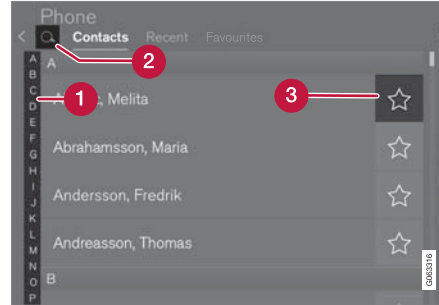 Phone
Contacts Recent Favourites
2
A
A
B
C
D
E
F
G
H
I
J
K
L
M
N
O
P
1
, Melita
3
Abrahamsson, Maria
Andersson, Fredrik
Andreasson, Thomas
B
G063316